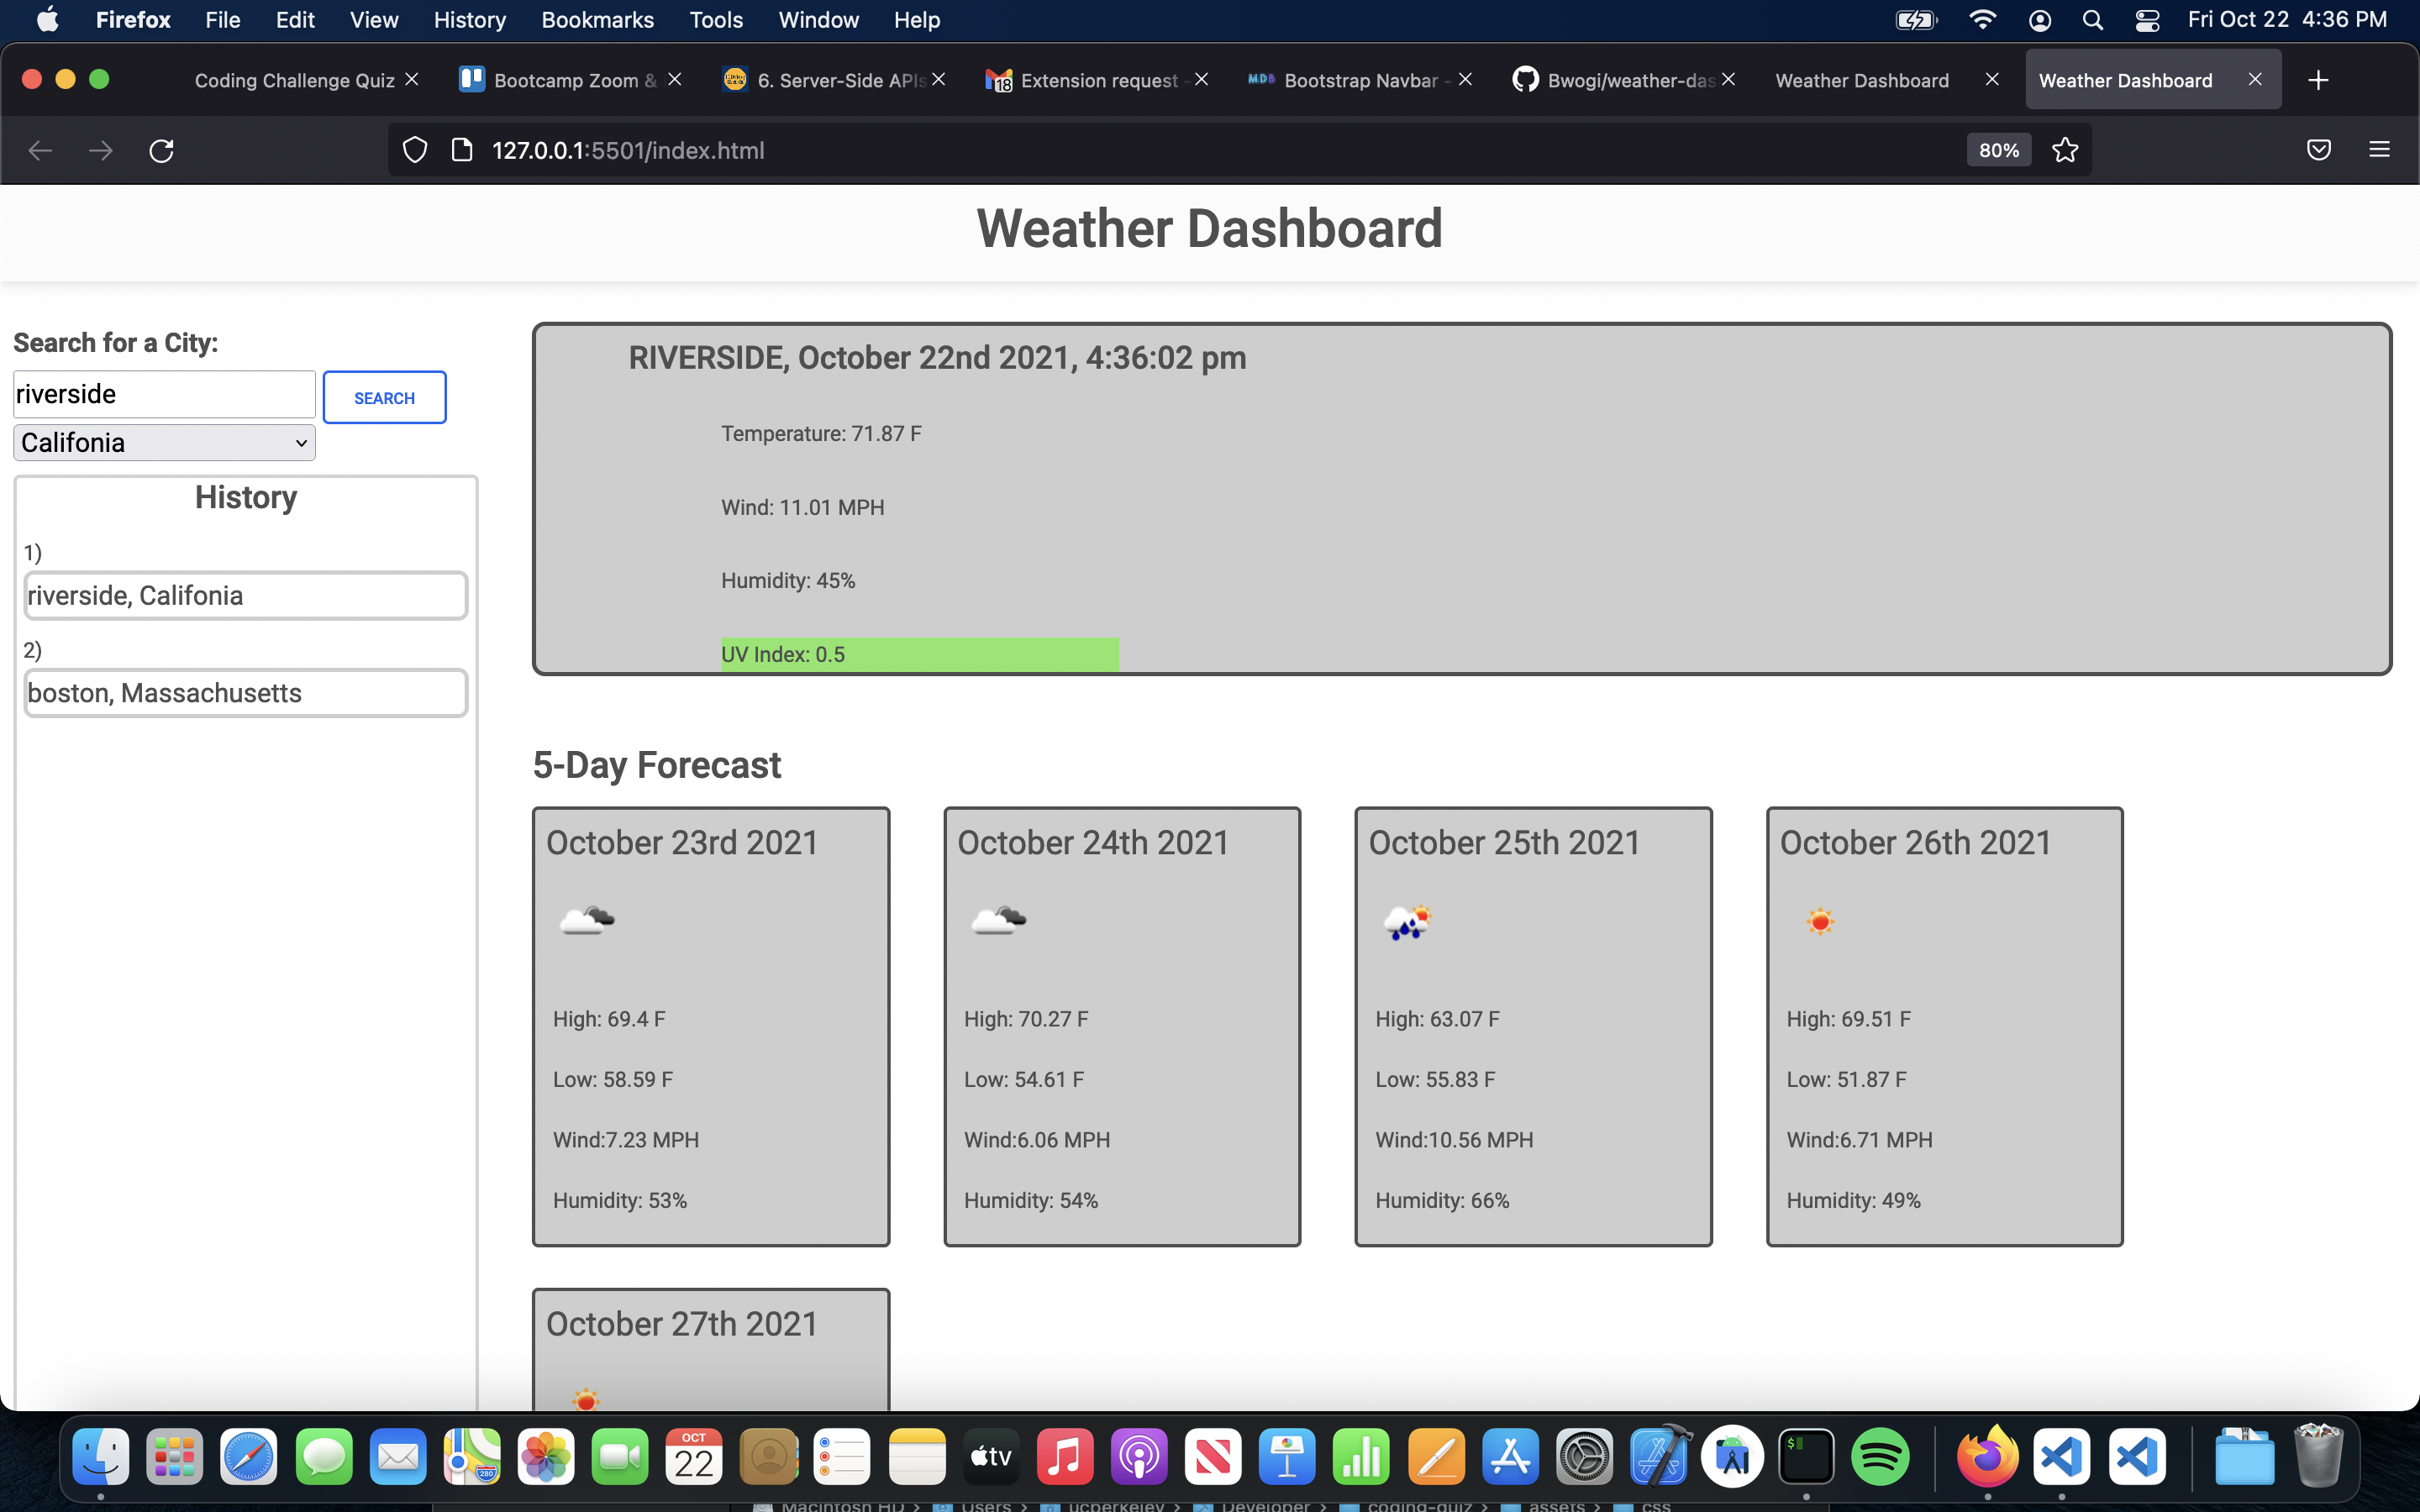 Firefox File Edit View History Bookmarks Tools Window Help Fri Oct 22 4:36 PM
Coding Challenge Quiz Bootcamp Zoom & 6. Server-Side APIs 18 Extension request - MDB Bootstrap Navbar - Bwogi/weather-das Weather Dashboard Weather Dashboard
127.0.0.1:5501/index.html 80%
Weather Dashboard
Search for a City:
riverside SEARCH
Califonia
History
1)
riverside, Califonia
2)
boston, Massachusetts
RIVERSIDE, October 22nd 2021, 4:36:02 pm
Temperature: 71.87 F
Wind: 11.01 MPH
Humidity: 45%
UV Index: 0.5
5-Day Forecast
October 23rd 2021
High: 69.4 F
Low: 58.59 F
Wind:7.23 MPH
Humidity: 53%
October 24th 2021
High: 70.27 F
Low: 54.61 F
Wind:6.06 MPH
Humidity: 54%
October 25th 2021
High: 63.07 F
Low: 55.83 F
Wind:10.56 MPH
Humidity: 66%
October 26th 2021
High: 69.51 F
Low: 51.87 F
Wind:6.71 MPH
Humidity: 49%
October 27th 2021
280
OCT
22
tv
$
Macintosh HD › Users › ucberkeley › Developer › coding-quiz › assets › css